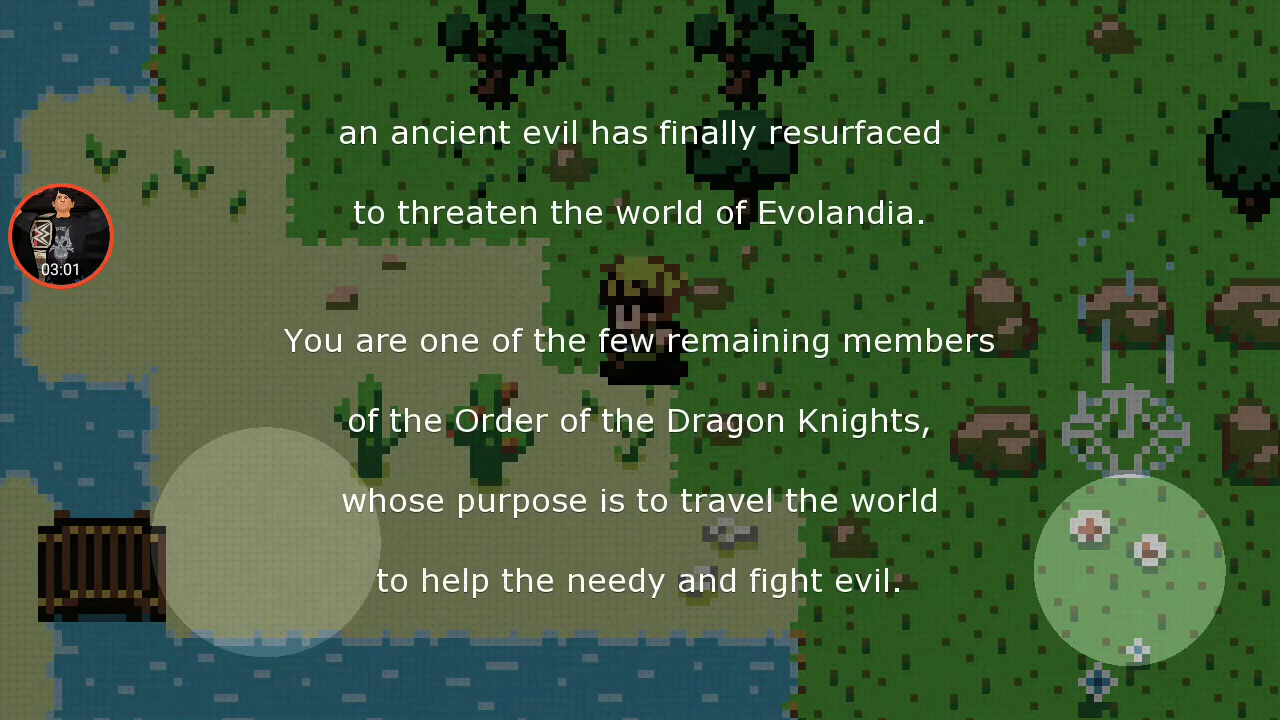 an ancient evil has finally resurfaced
to threaten the world of Evolandia.
03:01
You are one of the few remaining members
of the Order of the Dragon Knights,
whose purpose is to travel the world
to help the needy and fight evil.